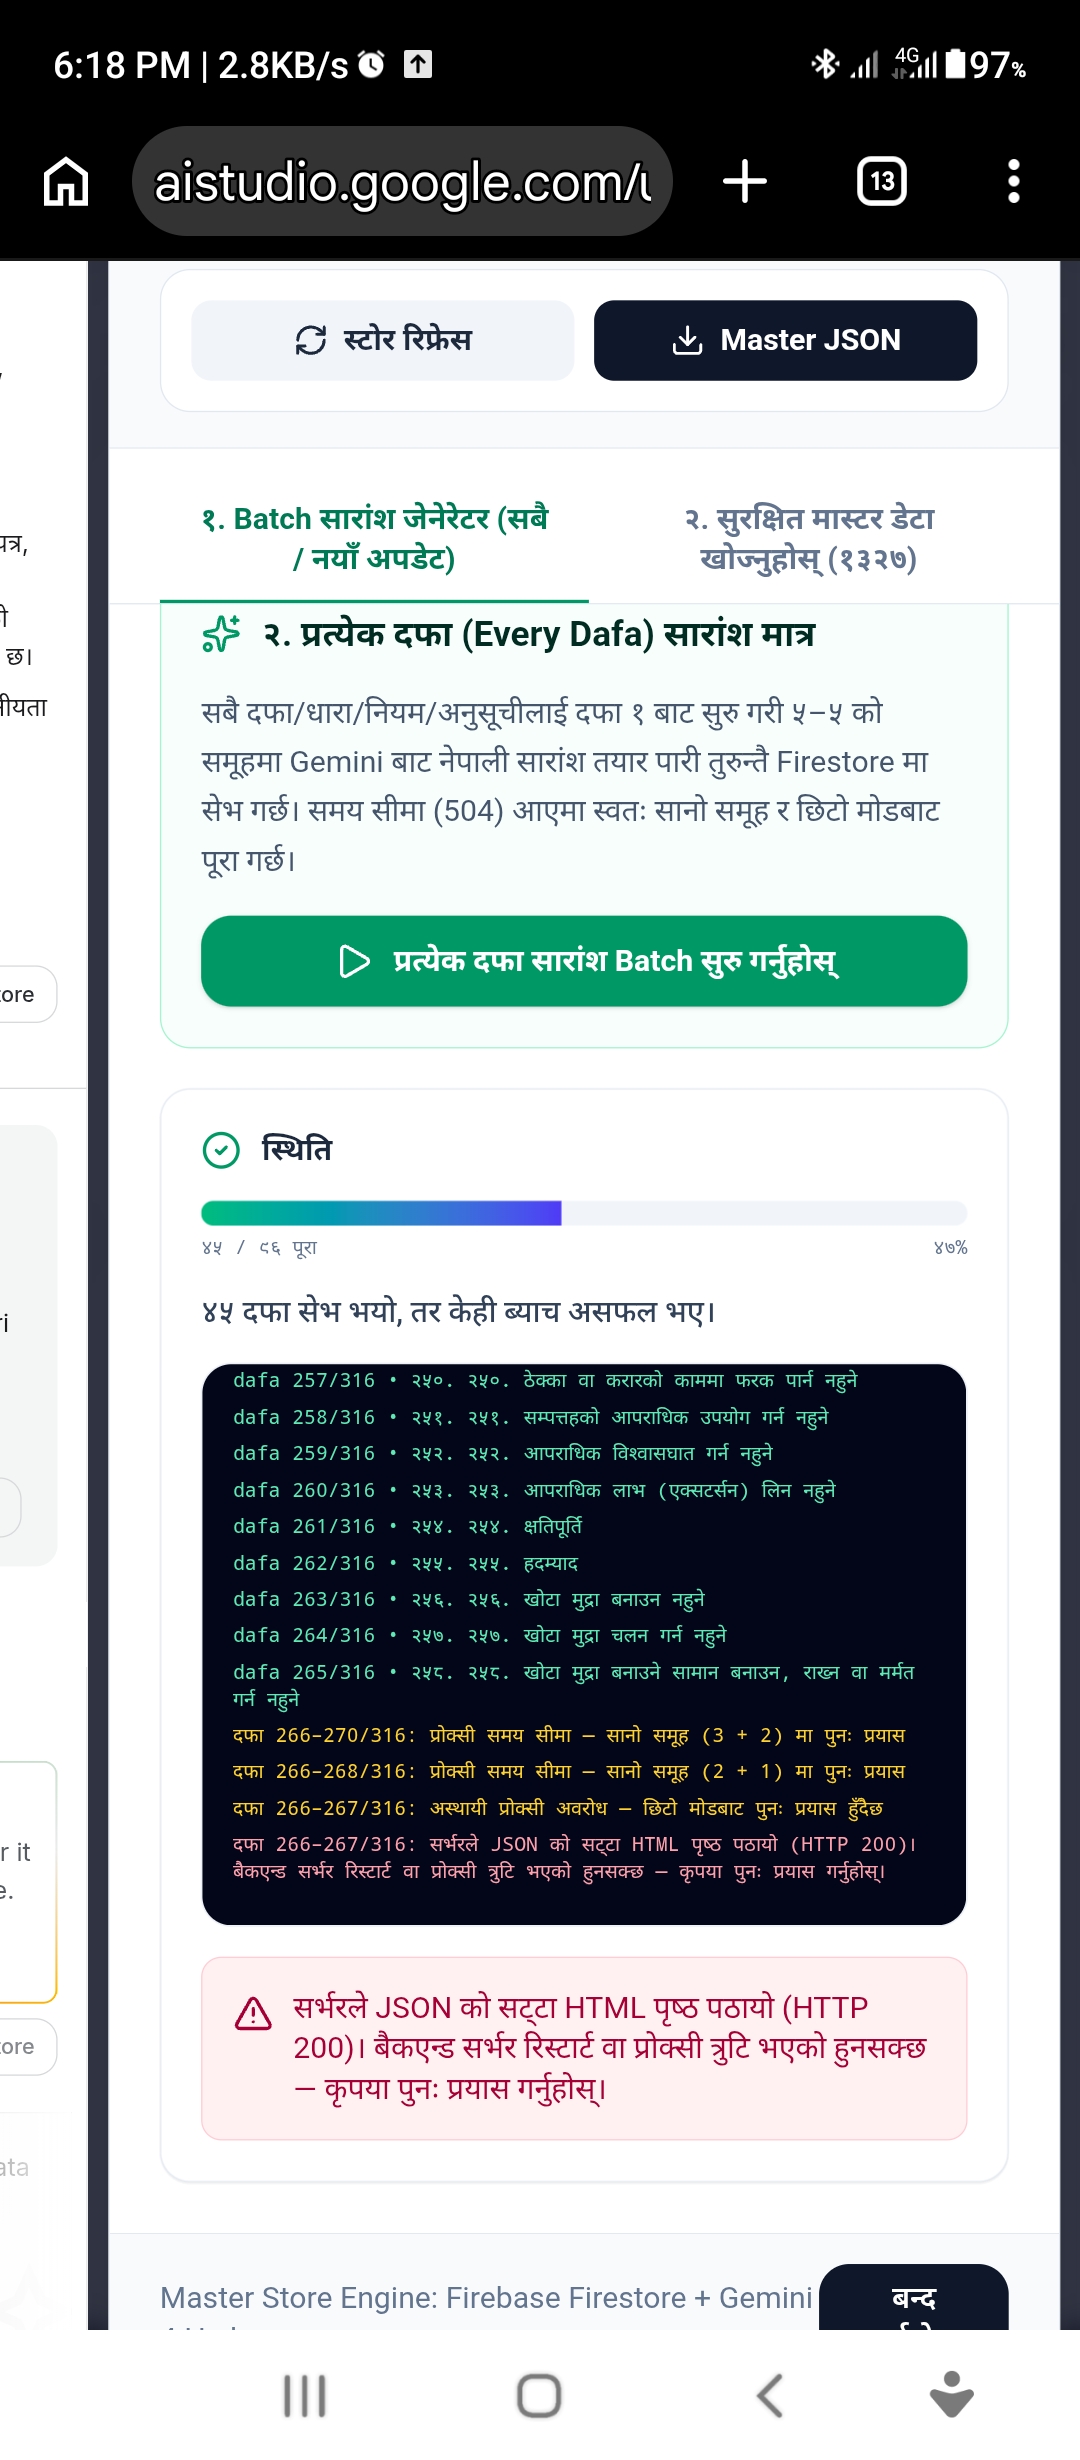 6:18 PM | 2.8KB/s
4G 97%
aistudio.google.com/u
13
स्टोर रिफ्रेस
Master JSON
१. Batch सारांश जेनेरेटर (सबै
/ नयाँ अपडेट)
२. सुरक्षित मास्टर डेटा
खोज्नुहोस् (१३२७)
२. प्रत्येक दफा (Every Dafa) सारांश मात्र
सबै दफा/धारा/नियम/अनुसूचीलाई दफा १ बाट सुरु गरी ५–५ को
समूहमा Gemini बाट नेपाली सारांश तयार पारी तुरुन्तै Firestore मा
सेभ गर्छ। समय सीमा (504) आएमा स्वतः सानो समूह र छिटो मोडबाट
पूरा गर्छ।
प्रत्येक दफा सारांश Batch सुरु गर्नुहोस्
स्थिति
४५ / ९६ पूरा
४७%
४५ दफा सेभ भयो, तर केही ब्याच असफल भए।
dafa 257/316 • २५०. २५०. ठेक्का वा करारको काममा फरक पार्न नहुने
dafa 258/316 • २५१. २५१. सम्पत्तहको आपराधिक उपयोग गर्न नहुने
dafa 259/316 • २५२. २५२. आपराधिक विश्वासघात गर्न नहुने
dafa 260/316 • २५३. २५३. आपराधिक लाभ (एक्सटर्सन) लिन नहुने
dafa 261/316 • २५४. २५४. क्षतिपूर्ति
dafa 262/316 • २५५. २५५. हदम्याद
dafa 263/316 • २५६. २५६. खोटा मुद्रा बनाउन नहुने
dafa 264/316 • २५७. २५७. खोटा मुद्रा चलन गर्न नहुने
dafa 265/316 • २५८. २५८. खोटा मुद्रा बनाउने सामान बनाउन, राख्न वा मर्मत
गर्न नहुने
दफा 266–270/316: प्रोक्सी समय सीमा — सानो समूह (3 + 2) मा पुनः प्रयास
दफा 266–268/316: प्रोक्सी समय सीमा — सानो समूह (2 + 1) मा पुनः प्रयास
दफा 266–267/316: अस्थायी प्रोक्सी अवरोध — छिटो मोडबाट पुनः प्रयास हुँदैछ
दफा 266–267/316: सर्भरले JSON को सट्टा HTML पृष्ठ पठायो (HTTP 200)।
बैकएन्ड सर्भर रिस्टार्ट वा प्रोक्सी त्रुटि भएको हुनसक्छ — कृपया पुनः प्रयास गर्नुहोस्।
सर्भरले JSON को सट्टा HTML पृष्ठ पठायो (HTTP
200)। बैकएन्ड सर्भर रिस्टार्ट वा प्रोक्सी त्रुटि भएको हुनसक्छ
— कृपया पुनः प्रयास गर्नुहोस्।
Master Store Engine: Firebase Firestore + Gemini
बन्द